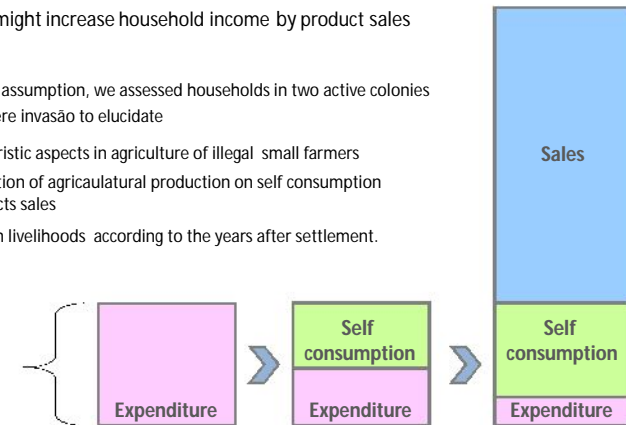 might increase household income by product sales
assumption, we assessed households in two active colonies
ere invasão to elucidate
ristic aspects in agriculture of illegal small farmers
tion of agricaulatural production on self consumption
cts sales
n livelihoods according to the years after settlement.
Sales
Self
consumption
Self
consumption
Expenditure
Expenditure
Expenditure